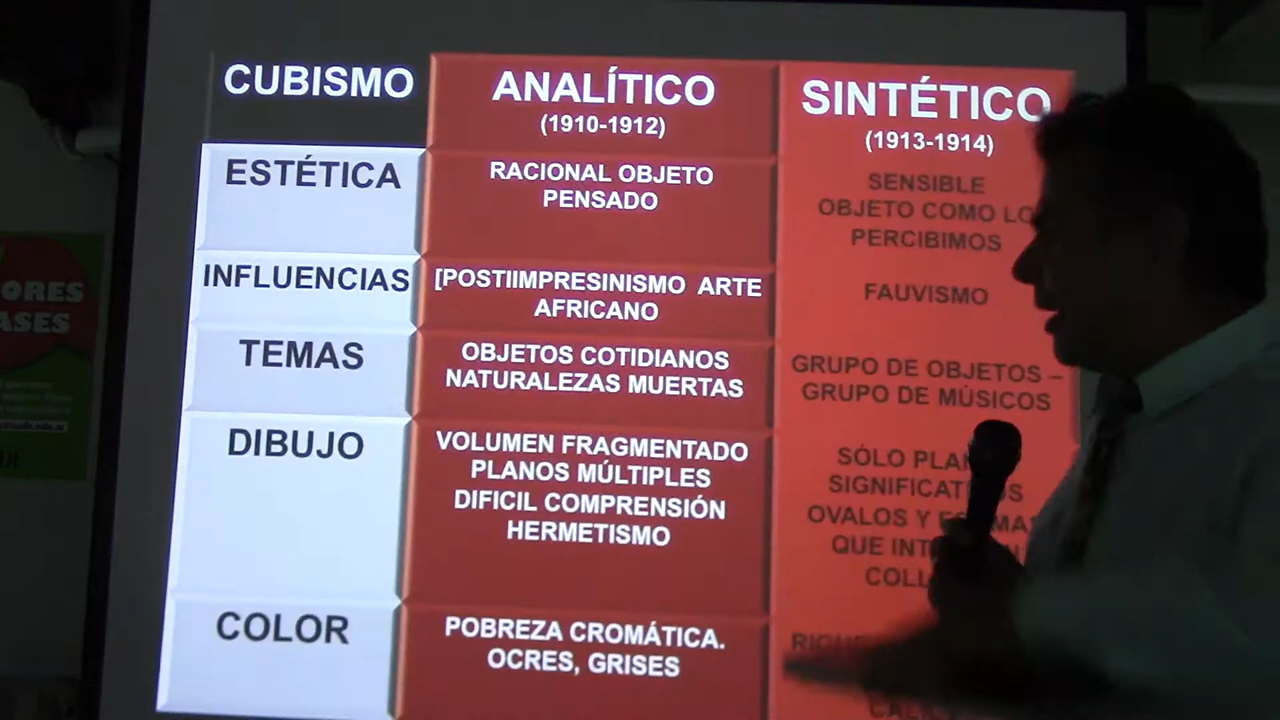 CUBISMO
ANALÍTICO
(1910-1912)
SINTÉTICO
(1913-1914)
ESTÉTICA
RACIONAL OBJETO
PENSADO
SENSIBLE
OBJETO COMO LO
PERCIBIMOS
INFLUENCIAS
[POSTIIMPRESINISMO ARTE
AFRICANO
FAUVISMO
TEMAS
OBJETOS COTIDIANOS
NATURALEZAS MUERTAS
GRUPO DE OBJETOS –
GRUPO DE MÚSICOS
DIBUJO
VOLUMEN FRAGMENTADO
PLANOS MÚLTIPLES
DIFICIL COMPRENSIÓN
HERMETISMO
SÓLO
OVALOS Y
QUE
COLOR
POBREZA CROMÁTICA.
OCRES, GRISES